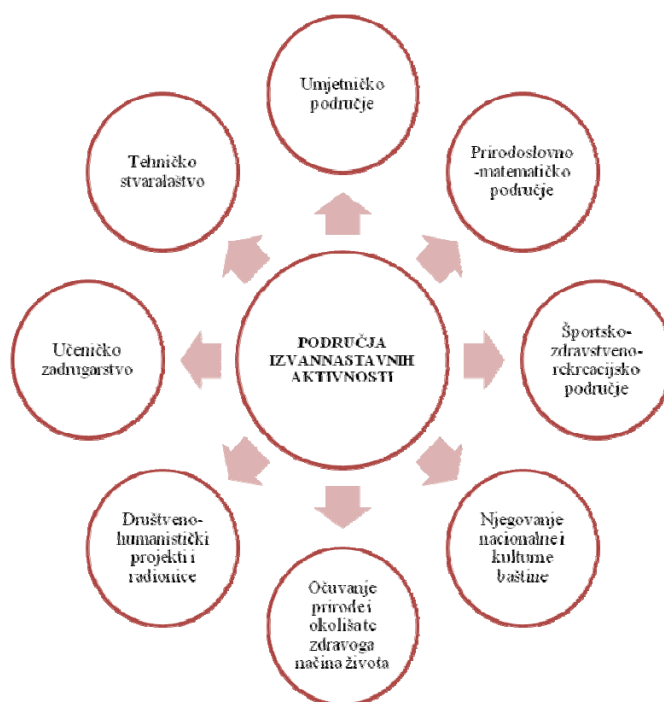 Umjetničko
područje
Prirodoslovno
-matematičko
područje
Športsko-
zdravstveno-
rekreacijsko
područje
Njegovanje
nacionalne i
kulturne
baštine
Očuvanje
prirode i
okoliša te
zdravoga
načina života
Društveno-
humanistički
projekti i
radionice
Učeničko
zadrugarstvo
Tehničko
stvaralaštvo
PODRUČJA
IZVANNASTAVNIH
AKTIVNOSTI